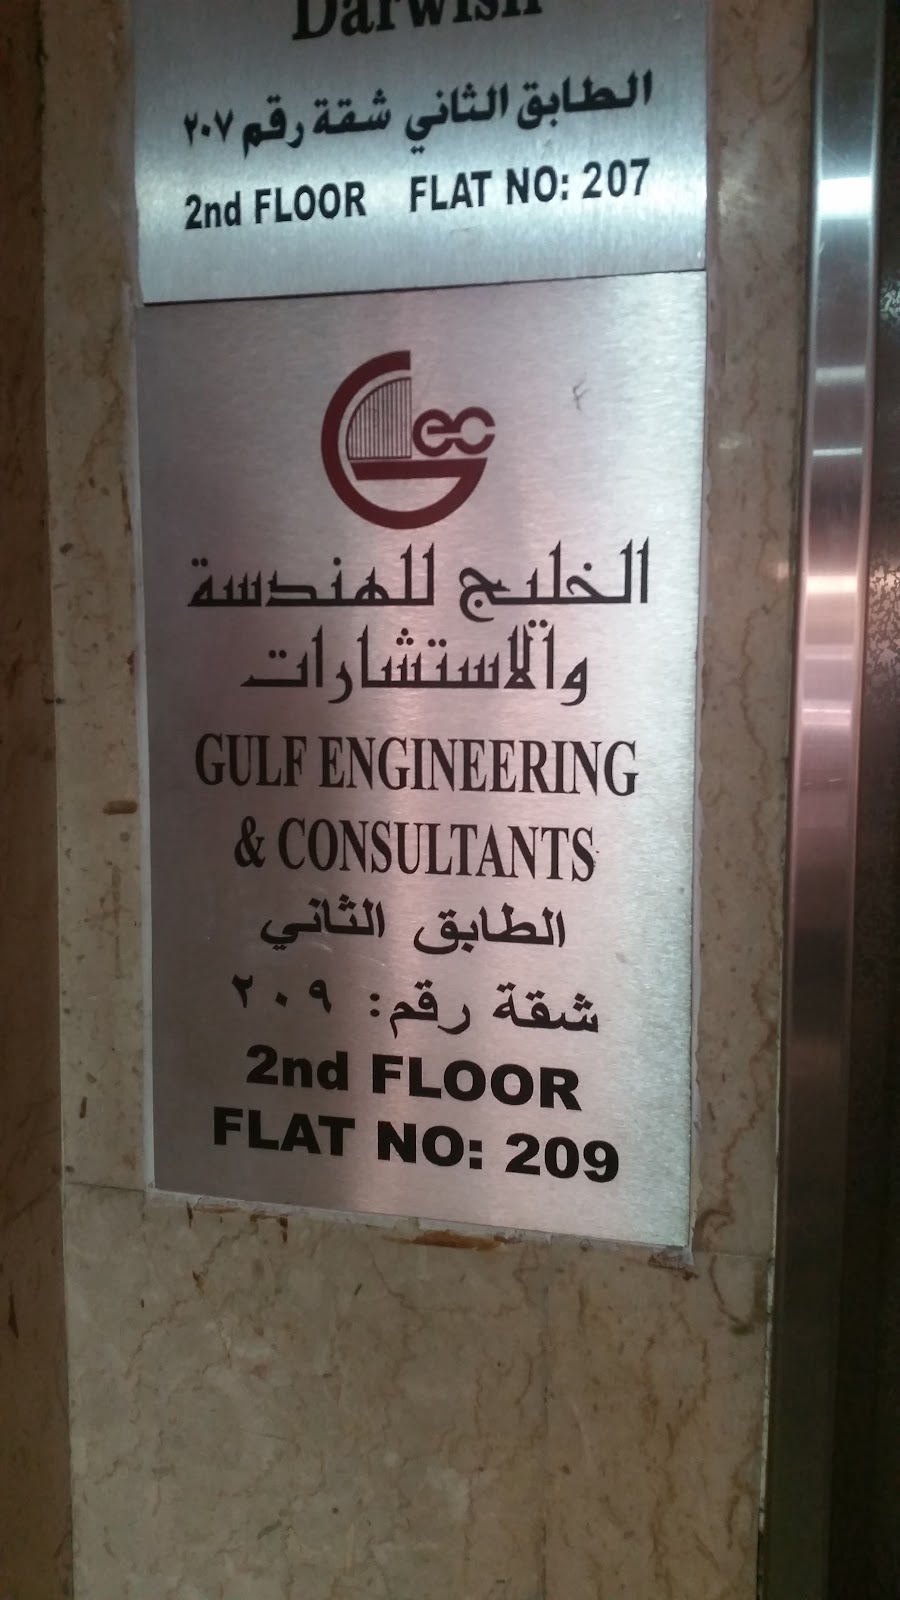 Darwish
الطابق الثاني شقة رقم ٢٠٧
2nd FLOOR FLAT NO: 207
Gec
الخليج للهندسة
والاستشارات
GULF ENGINEERING
& CONSULTANTS
الطابق الثاني
شقة رقم: ٢٠٩
2nd FLOOR
FLAT NO: 209